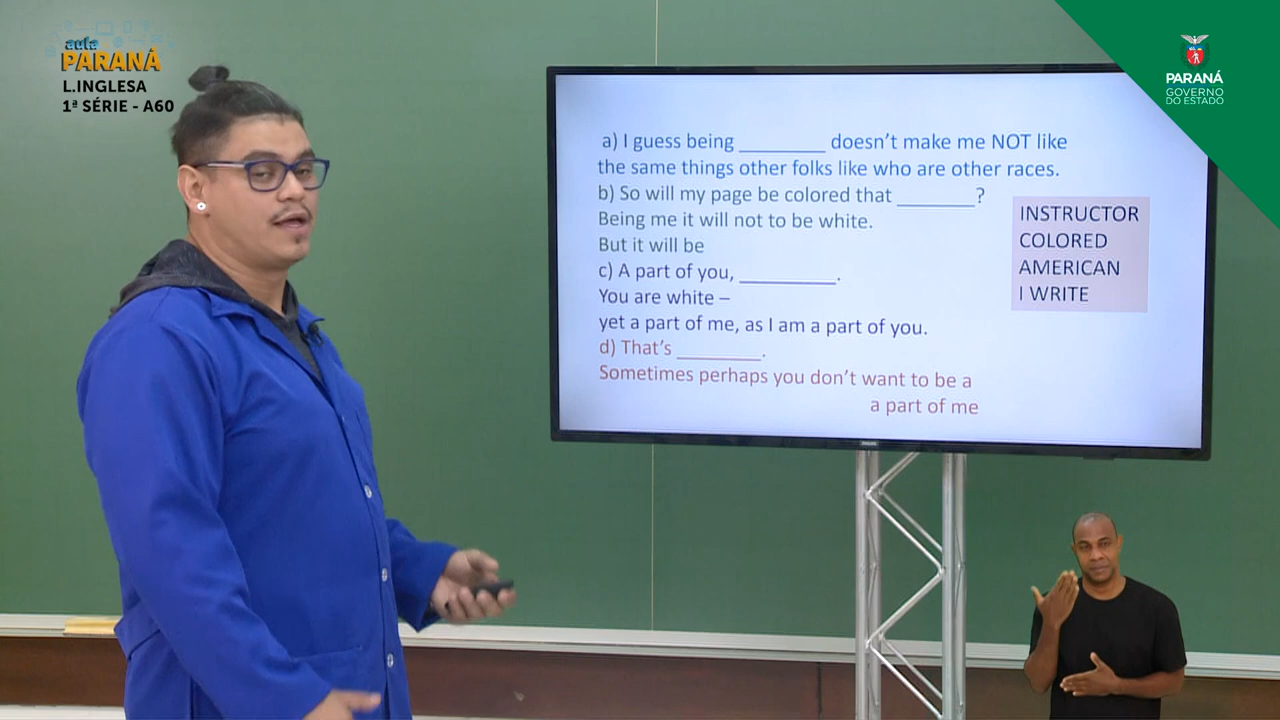 aula
PARANÁ
L.INGLESA
1ª SÉRIE - A60
PARANÁ
GOVERNO
DO ESTADO
a) I guess being ________ doesn't make me NOT like
the same things other folks like who are other races.
b) So will my page be colored that ________?
Being me it will not to be white.
But it will be
c) A part of you, _________.
You are white –
yet a part of me, as I am a part of you.
d) That's ________.
Sometimes perhaps you don't want to be a
a part of me
INSTRUCTOR
COLORED
AMERICAN
I WRITE